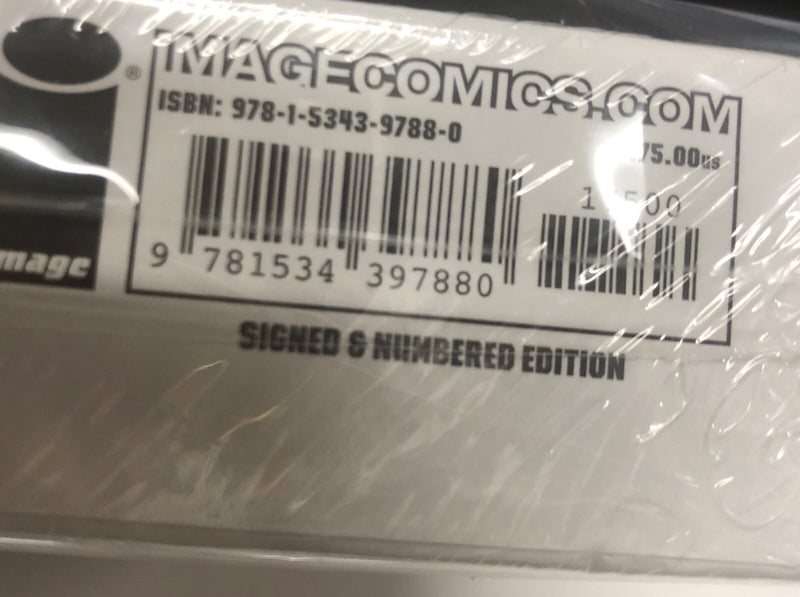 IMAGECOMICS.COM
ISBN: 978-1-5343-9788-0
9 781534 397880
image
SIGNED & NUMBERED EDITION